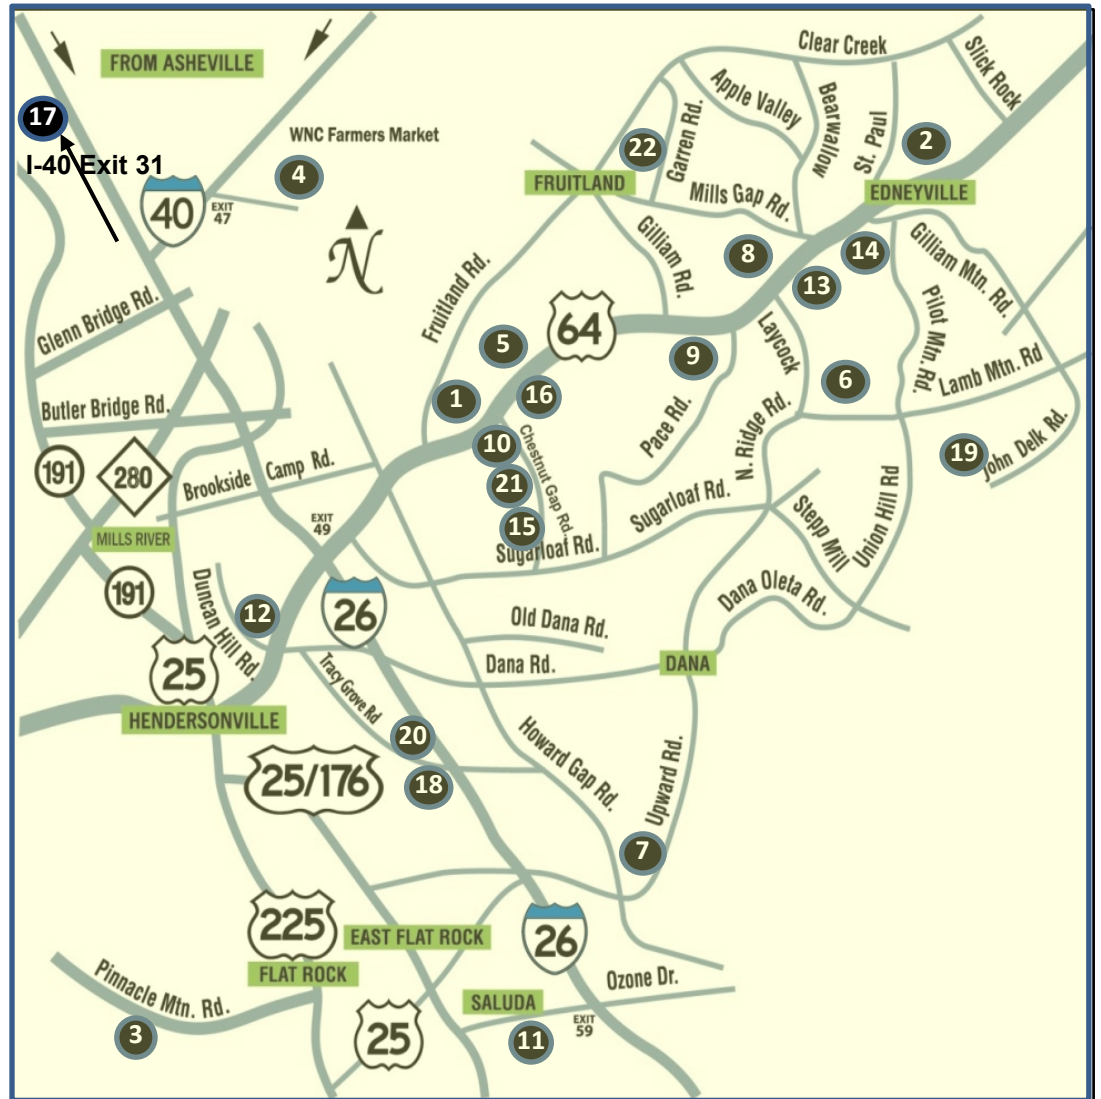 Clear Creek
Slick Rock
FROM ASHEVILLE
Apple Valley
Bearwallow
17
WNC Farmers Market
Garren Rd.
St. Paul
2
I-40 Exit 31
22
4
FRUITLAND
EDNEYVILLE
40
EXIT
47
Mills Gap Rd.
N
Gilliam Rd.
8
14
Gilliam Mtn. Rd.
13
Fruitland Rd.
Glenn Bridge Rd.
64
Laycock
Pilot Mtn. Rd.
5
9
6
Lamb Mtn. Rd
1
16
Butler Bridge Rd.
Pace Rd.
N. Ridge Rd.
10
Chestnut Gap Rd.
19
John Delk Rd.
191
280
Brookside Camp Rd.
21
Sugarloaf Rd.
Union Hill Rd
EXIT
49
15
Stepp Mill
MILLS RIVER
Sugarloaf Rd.
191
Duncan Hill Rd.
12
26
Dana Oleta Rd.
Old Dana Rd.
25
Tracy Grove Rd
Dana Rd.
DANA
HENDERSONVILLE
20
Howard Gap Rd.
Upward Rd.
25/176
18
7
225
EAST FLAT ROCK
26
FLAT ROCK
Pinnacle Mtn. Rd.
Ozone Dr.
SALUDA
3
25
11
EXIT
59